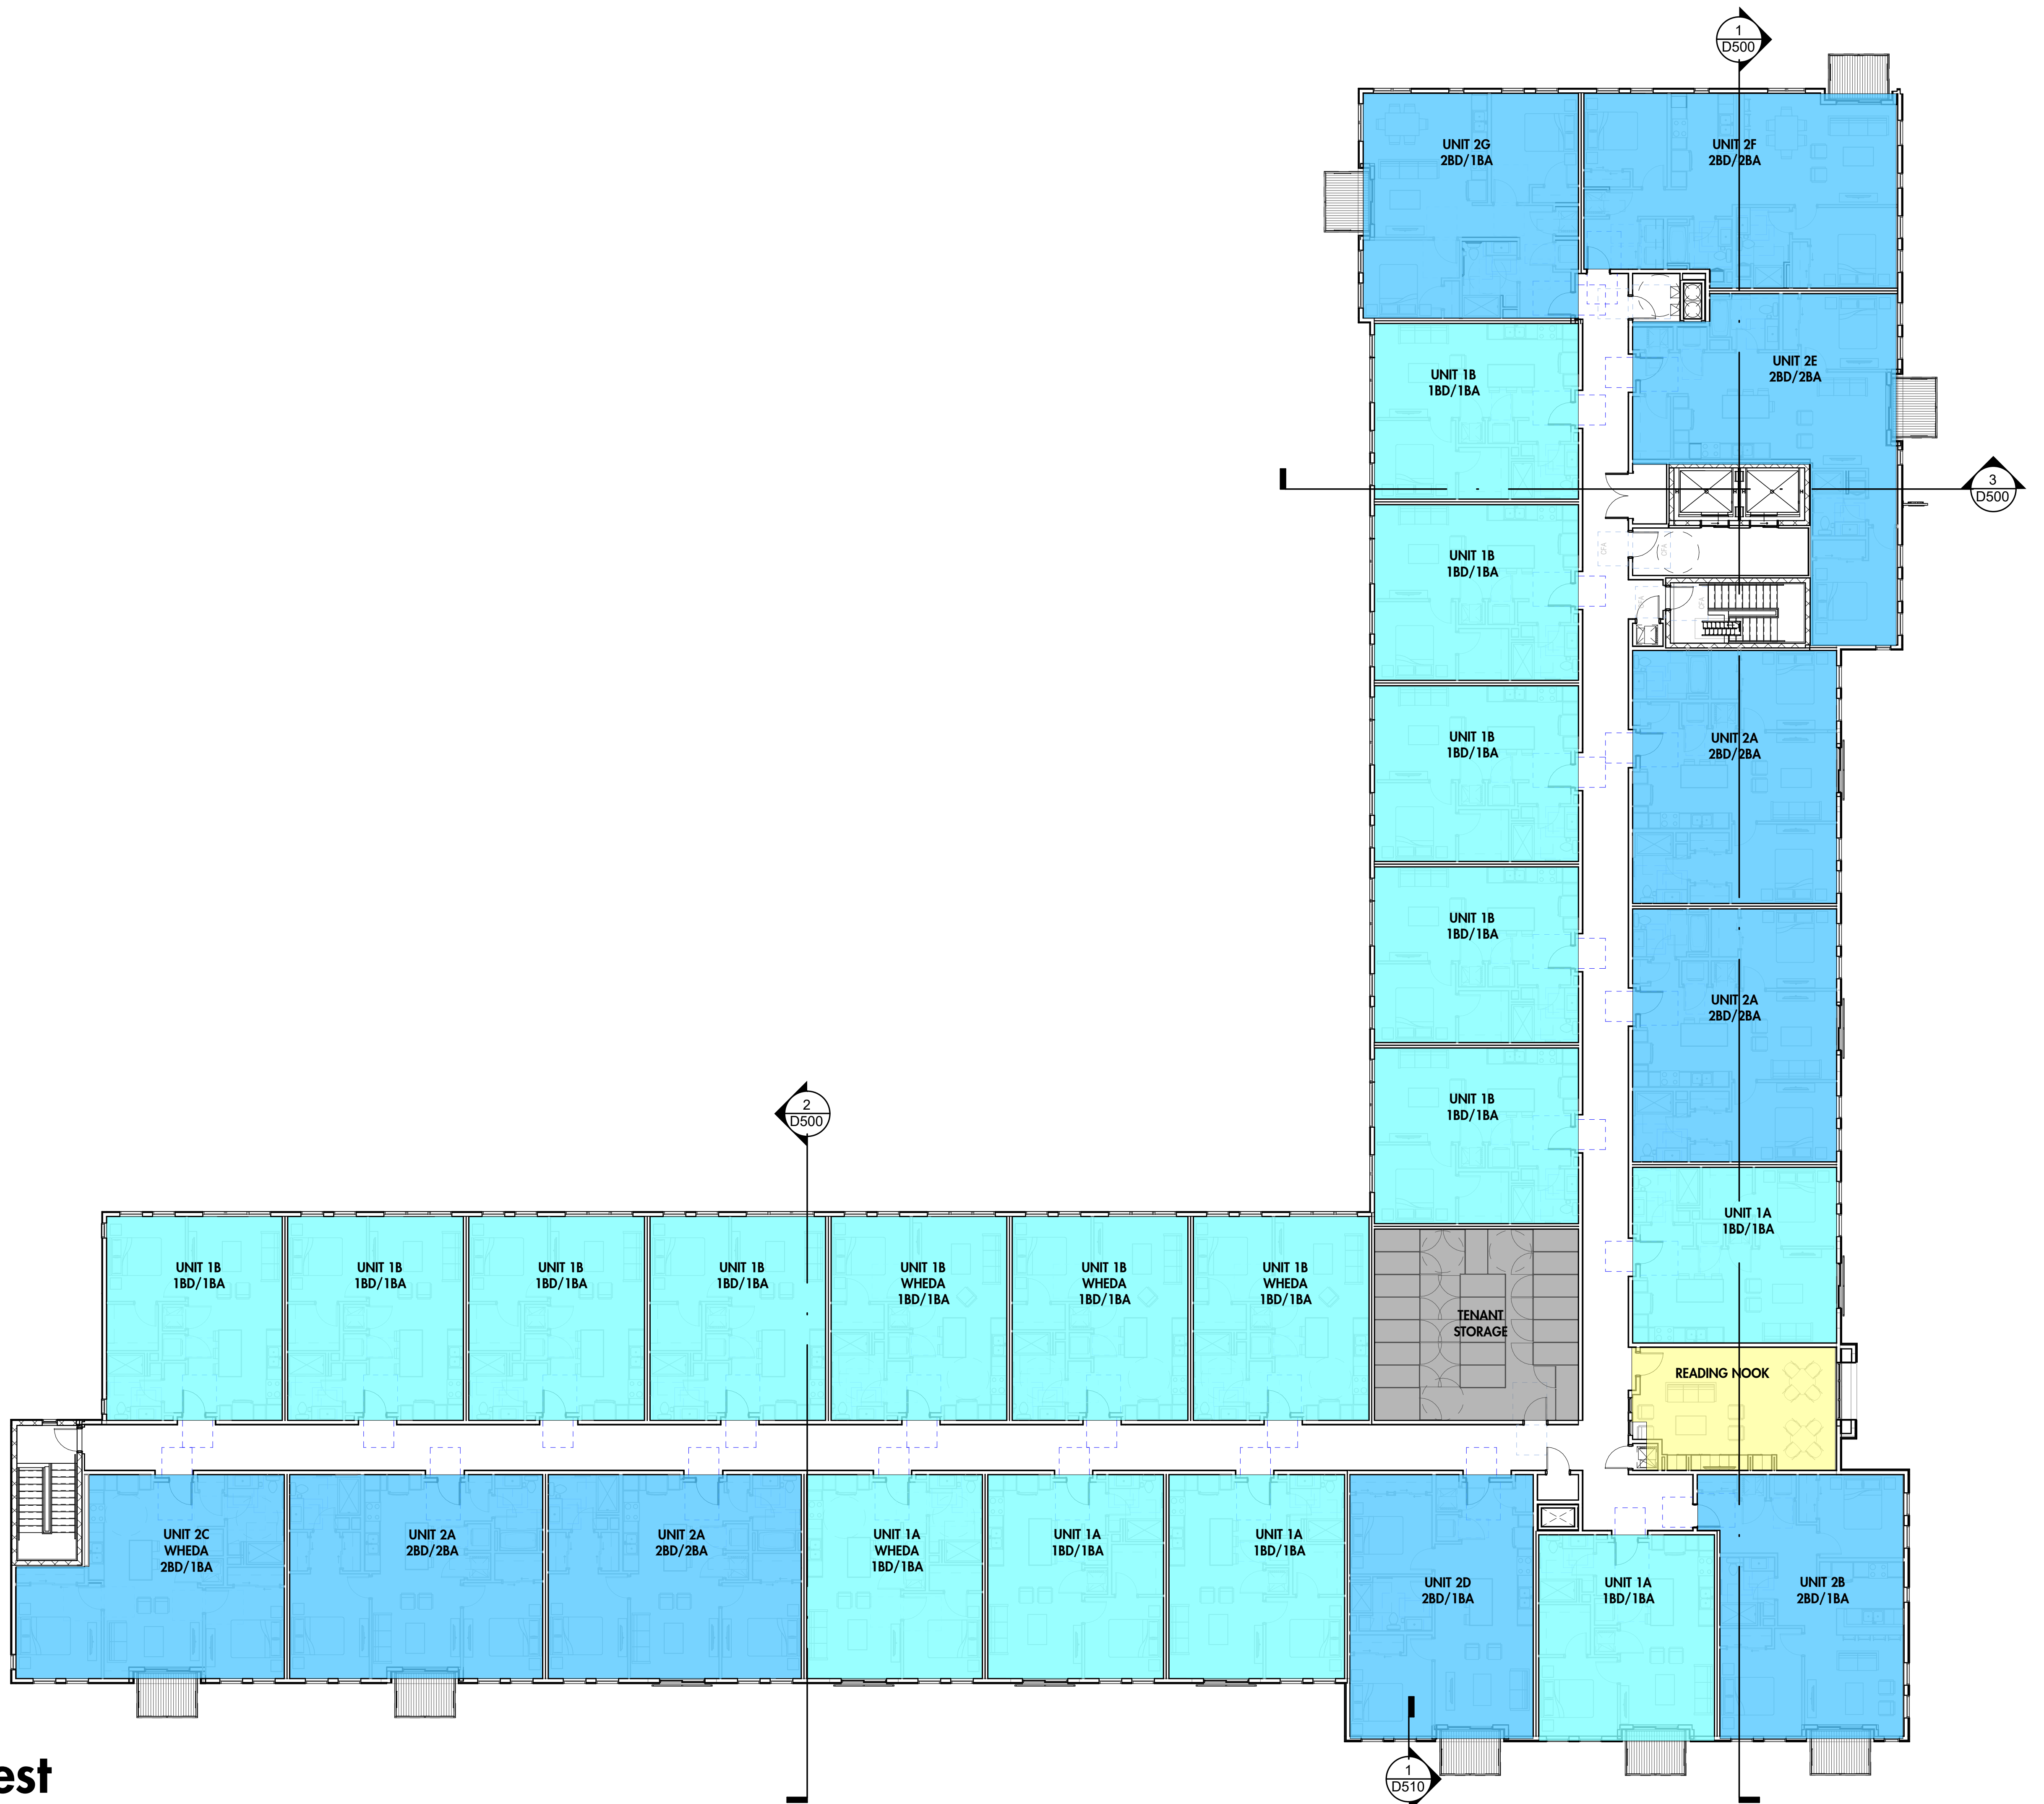 1
D500
UNIT 2G
2BD/1BA
UNIT 2F
2BD/2BA
UNIT 2E
2BD/2BA
UNIT 1B
1BD/1BA
3
D500
UNIT 1B
1BD/1BA
CFA
CFA
CFA
CFA
UNIT 1B
1BD/1BA
UNIT 2A
2BD/2BA
UNIT 1B
1BD/1BA
UNIT 2A
2BD/2BA
UNIT 1B
1BD/1BA
2
D500
UNIT 1A
1BD/1BA
UNIT 1B
1BD/1BA
UNIT 1B
1BD/1BA
UNIT 1B
1BD/1BA
UNIT 1B
1BD/1BA
UNIT 1B
WHEDA
1BD/1BA
UNIT 1B
WHEDA
1BD/1BA
UNIT 1B
WHEDA
1BD/1BA
TENANT
STORAGE
READING NOOK
UNIT 2C
WHEDA
2BD/1BA
UNIT 2A
2BD/2BA
UNIT 2A
2BD/2BA
UNIT 1A
WHEDA
1BD/1BA
UNIT 1A
1BD/1BA
UNIT 1A
1BD/1BA
UNIT 2D
2BD/1BA
UNIT 1A
1BD/1BA
UNIT 2B
2BD/1BA
est
1
D510